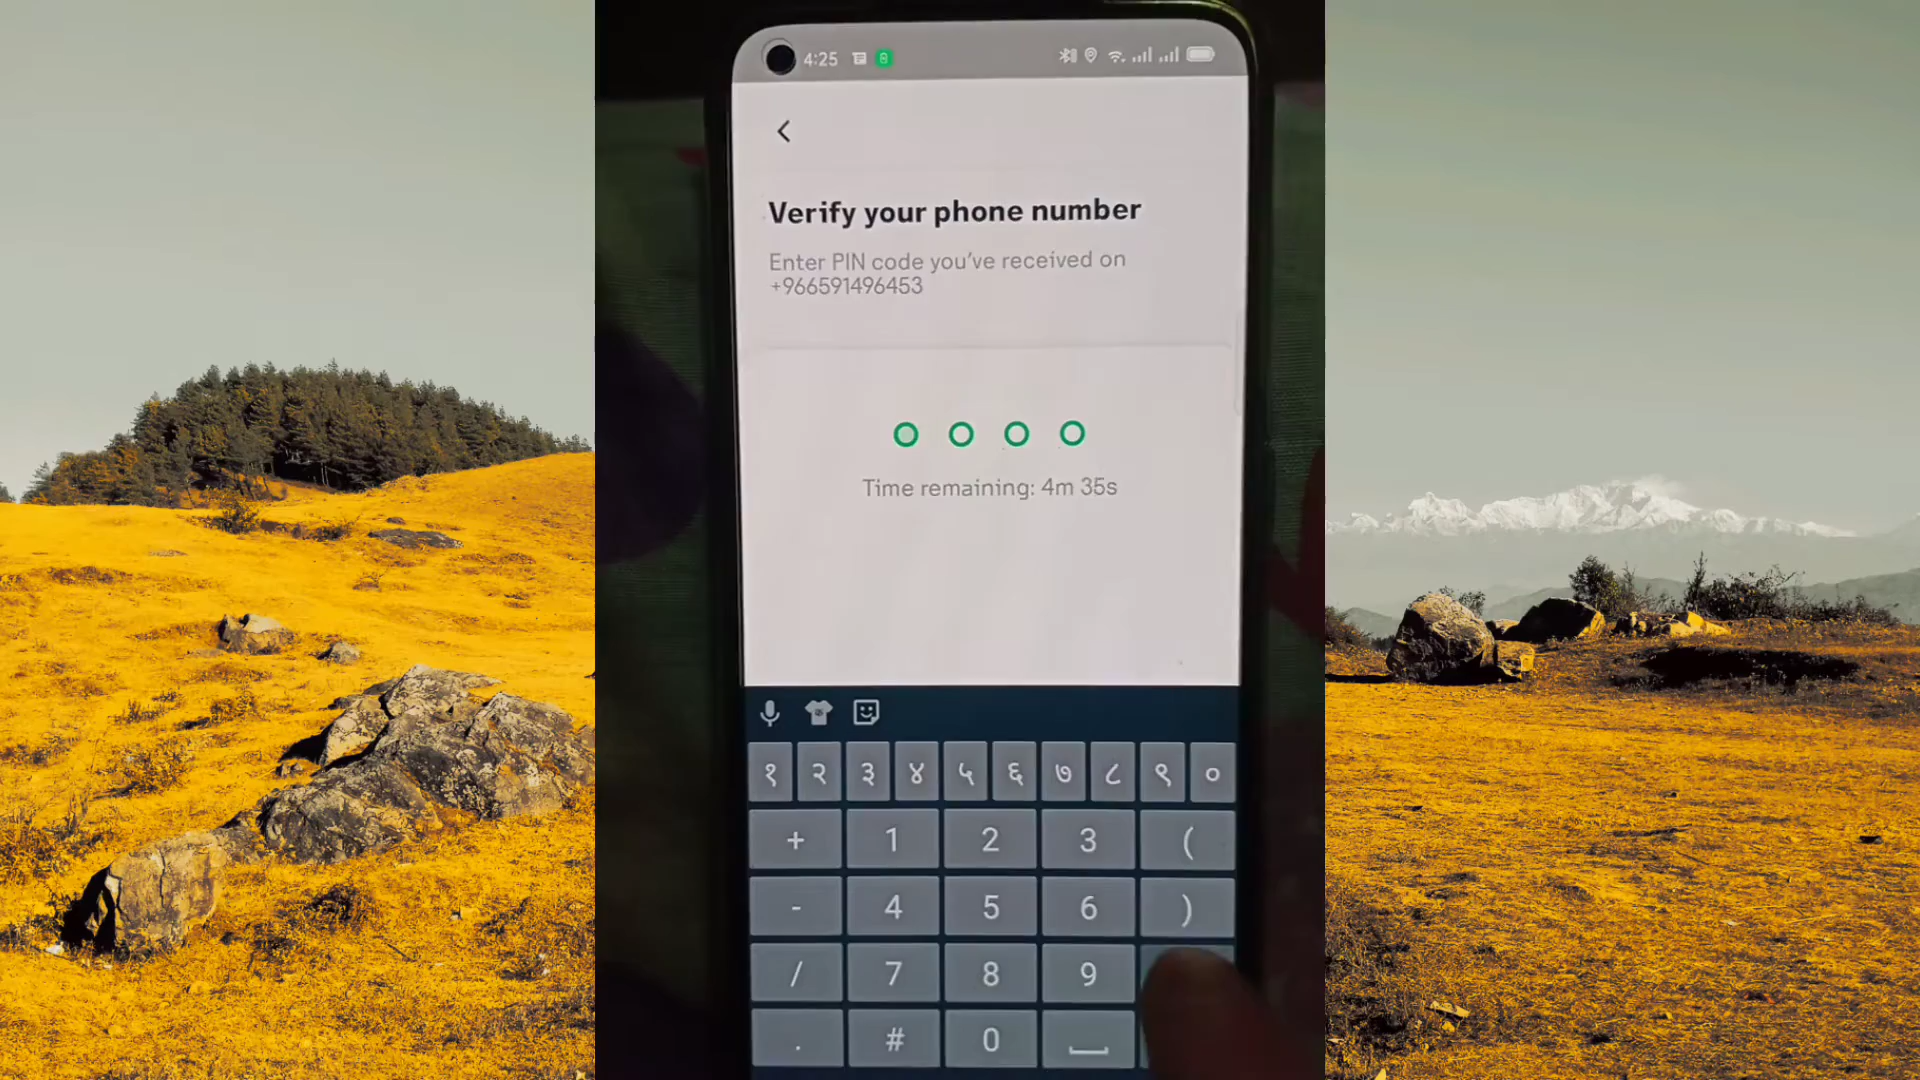 4:25
Verify your phone number
Enter PIN code you've received on
+966591496453
Time remaining: 4m 35s
१ २ ३ ४ ५ ६ ७ ८ ९ ०
+ 1 2 3 (
- 4 5 6 )
/ 7 8 9
. # 0